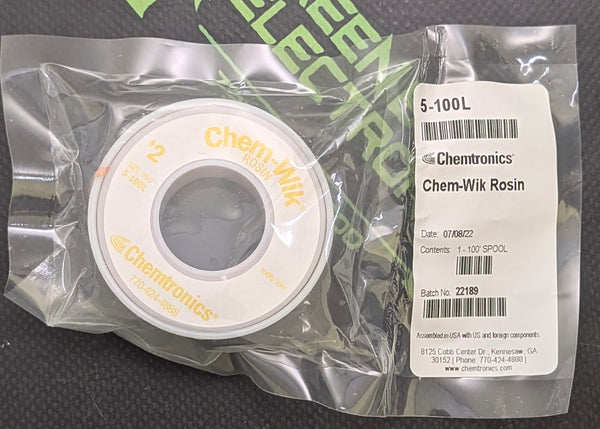 #2
Chem-Wik
ROSIN
5-100L
Chemtronics®
770-424-4888
5-100L
Chemtronics®
Chem-Wik Rosin
Date: 07/08/22
Contents: 1 - 100' SPOOL
Batch No: 22189
Assembled in USA with US and foreign components
8125 Cobb Center Dr., Kennesaw, GA
30152 | Phone: 770-424-4888 |
www.chemtronics.com